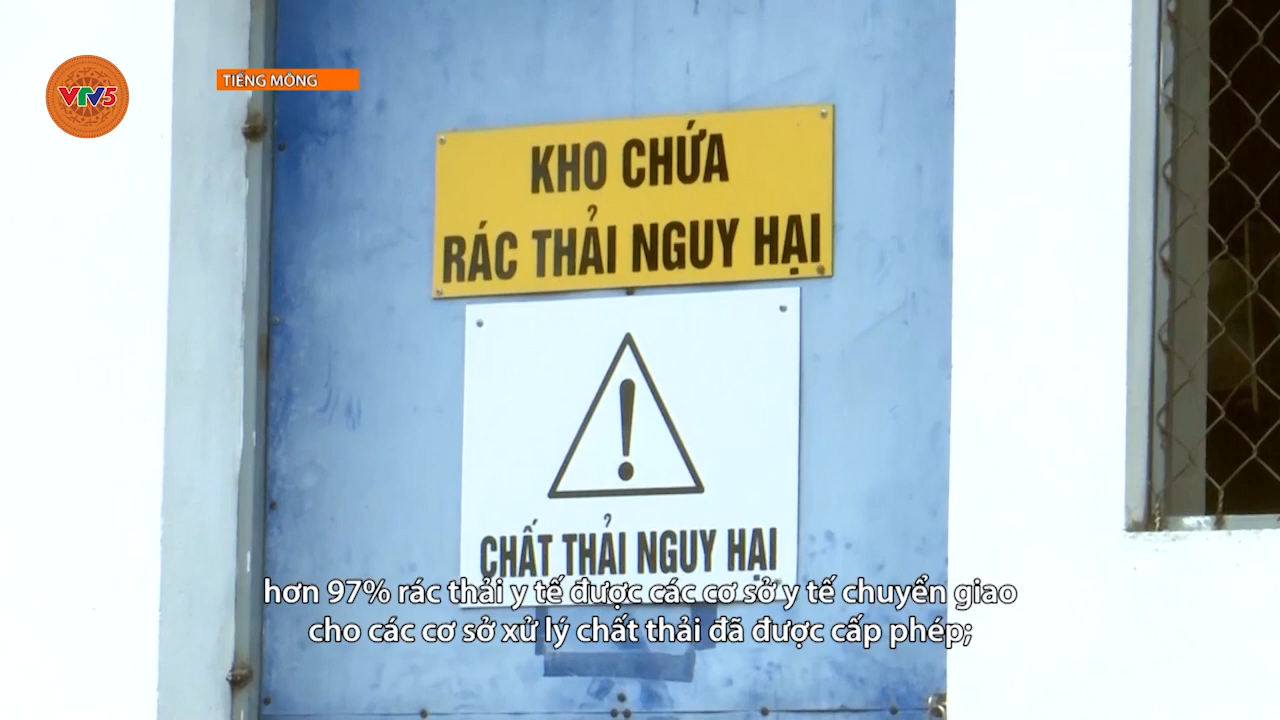 VTV5
TIẾNG MÔNG
KHO CHỨA
RÁC THẢI NGUY HẠI
CHẤT THẢI NGUY HẠI
hơn 97% rác thải y tế được các cơ sở y tế chuyển giao
cho các cơ sở xử lý chất thải đã được cấp phép;